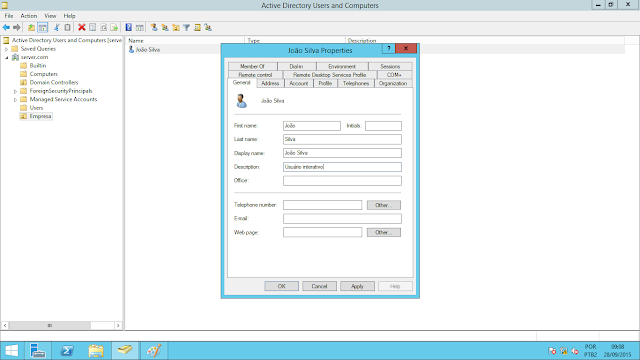 Active Directory Users and Computers
File Action View Help
Active Directory Users and Computers [server
Saved Queries
server.com
Builtin
Computers
Domain Controllers
ForeignSecurityPrincipals
Managed Service Accounts
Users
Empresa
Name Type Description
João Silva
João Silva Properties
? x
Member Of Dial-in Environment Sessions
Remote control Remote Desktop Services Profile COM+
General Address Account Profile Telephones Organization
João Silva
First name: João Initials:
Last name: Silva
Display name: João Silva
Description: Usuário interativo
Office:
Telephone number: Other...
E-mail:
Web page: Other...
OK Cancel Apply Help
POR
PTB2
09:08
28/09/2015